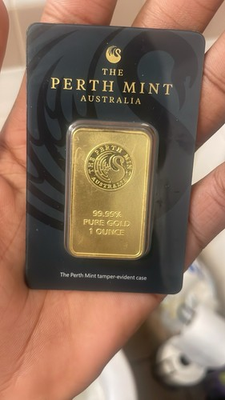 THE
PERTH MINT
AUSTRALIA
THE PERTH MINT
AUSTRALIA
99.99%
PURE GOLD
1 OUNCE
The Perth Mint tamper-evident case